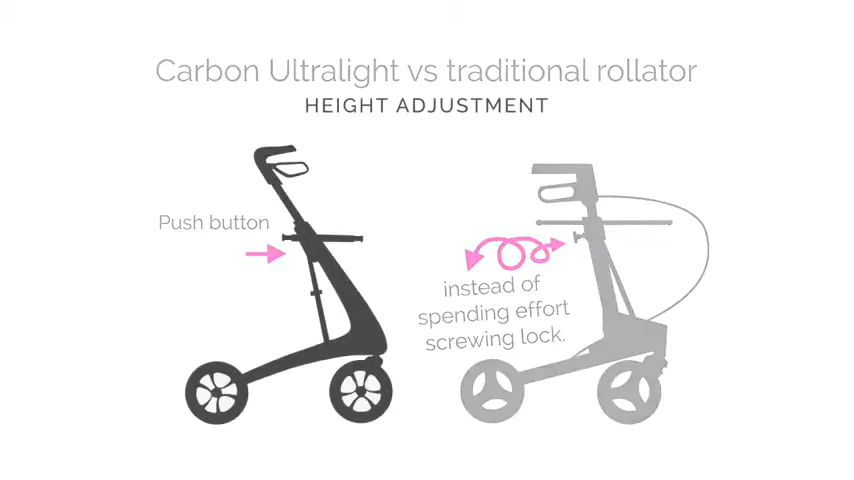 Carbon Ultralight vs traditional rollator
HEIGHT ADJUSTMENT
Push button
instead of
spending effort
screwing lock.